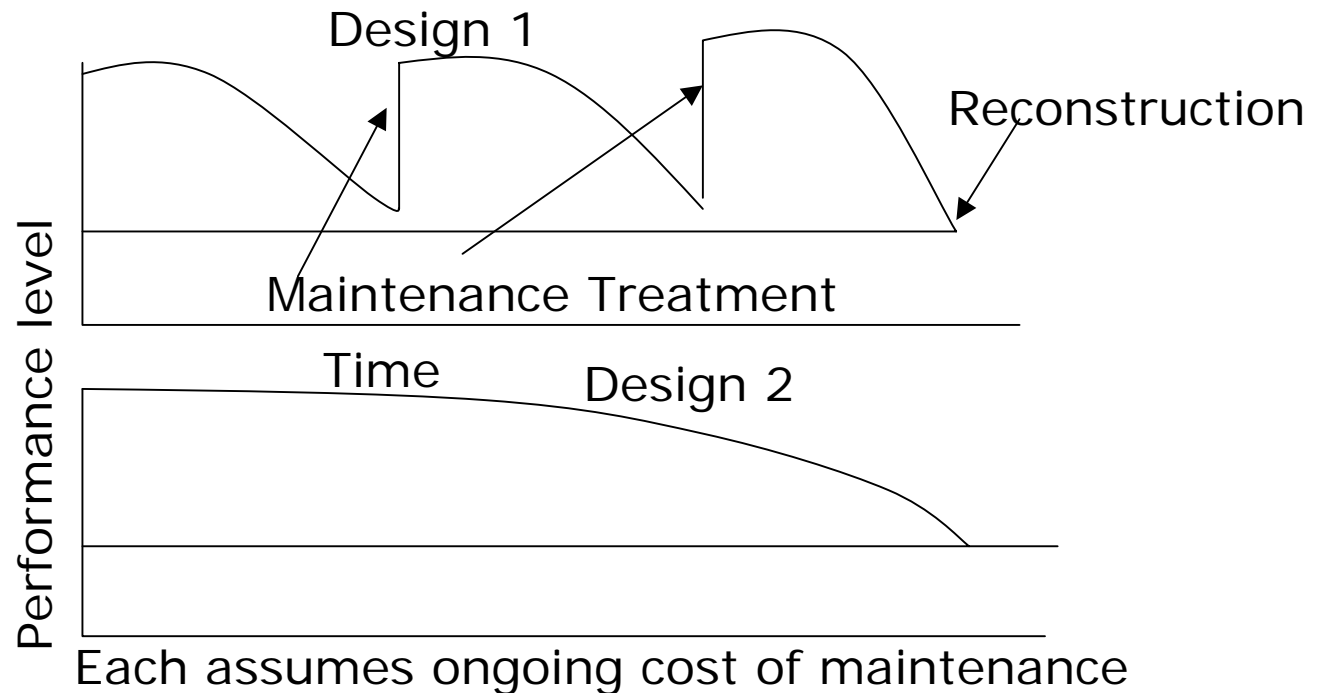 Design 1
Reconstruction
Maintenance Treatment
Performance level
Time
Design 2
Each assumes ongoing cost of maintenance